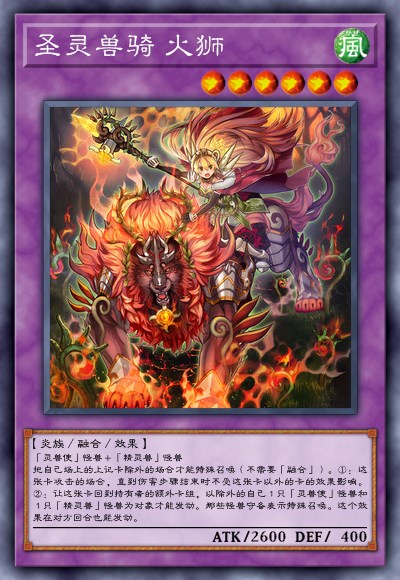 圣灵兽骑 火狮
風
【炎族／融合／效果】
「灵兽使」怪兽＋「精灵兽」怪兽
把自己场上的上记卡除外的场合才能特殊召唤（不需要「融合」）。①：这
张卡攻击的场合，直到伤害步骤结束时不受这张卡以外的卡的效果影响。
②：让这张卡回到持有者的额外卡组，以除外的自己１只「灵兽使」怪兽和
１只「精灵兽」怪兽为对象才能发动。那些怪兽守备表示特殊召唤。这个效
果在对方回合也能发动。
ATK/2600 DEF/ 400